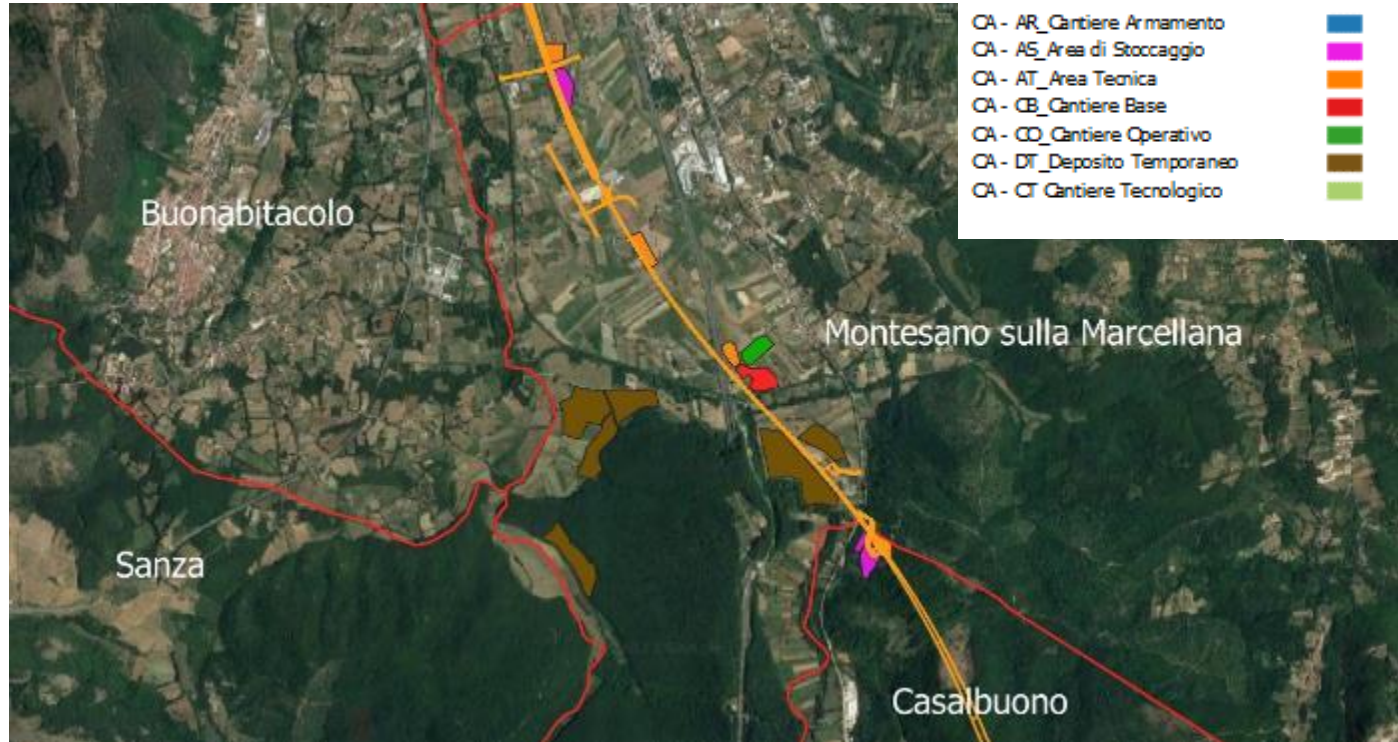 CA - AR_Cantiere Armamento
CA - AS_Area di Stoccaggio
CA - AT_Area Tecnica
CA - CB_Cantiere Base
CA - CO_Cantiere Operativo
CA - DT_Deposito Temporaneo
CA - CT Cantiere Tecnologico
Buonabitacolo
Montesano sulla Marcellana
Sanza
Casalbuono